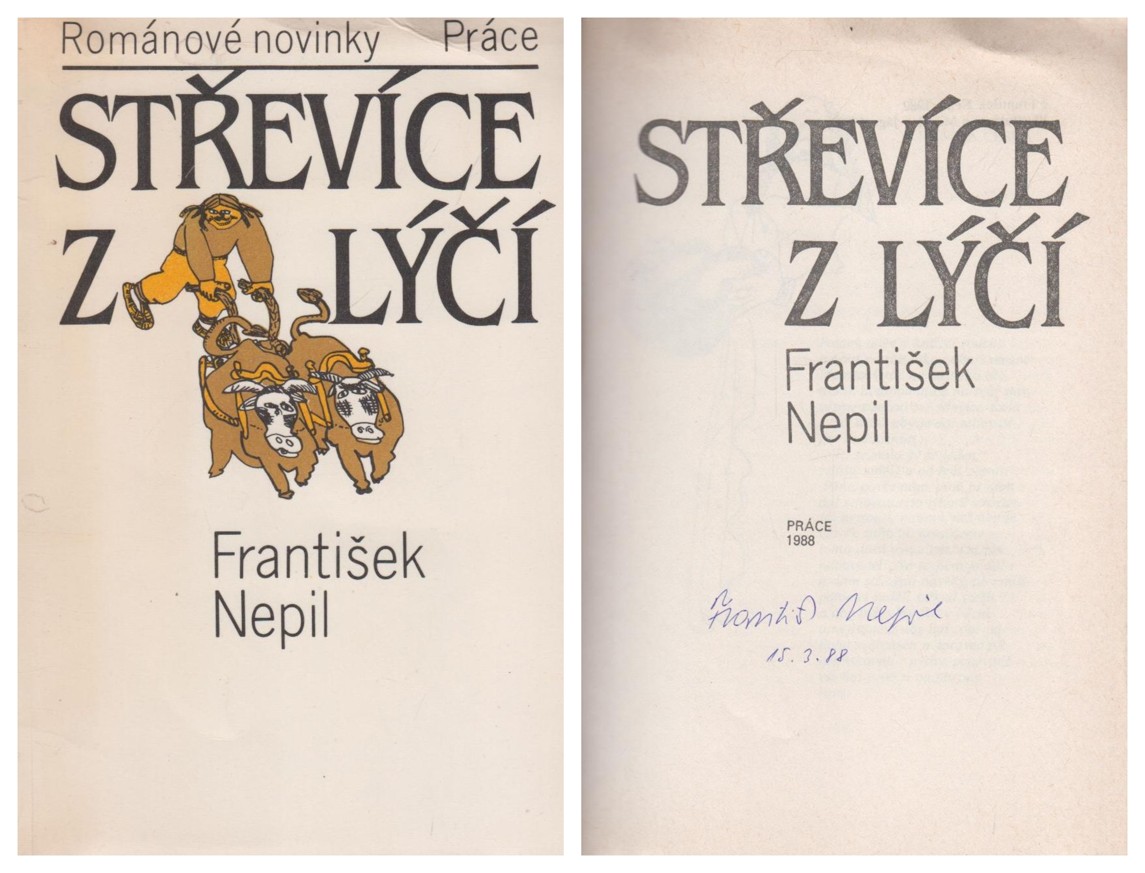 Románové novinky Práce
STŘEVÍCE
Z LÝČÍ
František
Nepil
STŘEVÍCE
Z LÝČÍ
František
Nepil
PRÁCE
1988
František Nepil
15.3.88